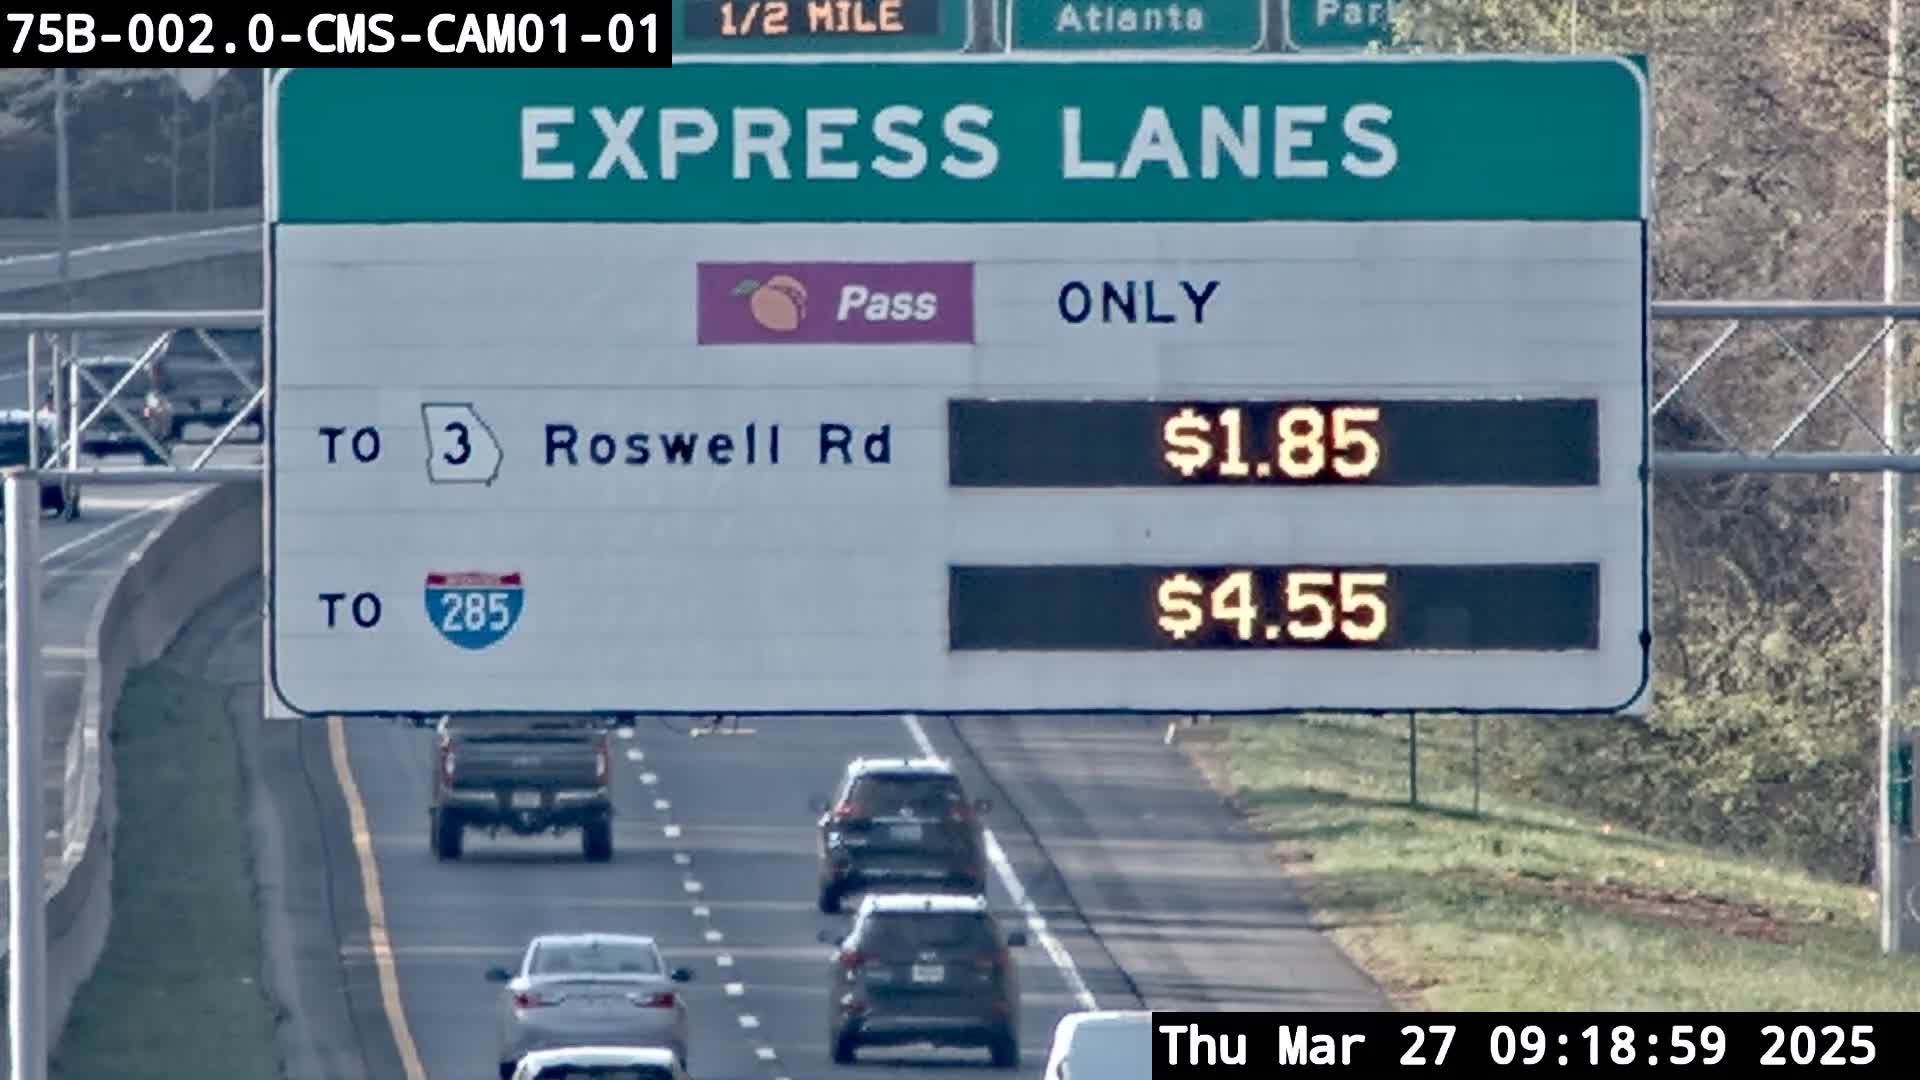 75B-002.0-CMS-CAM01-01
1/2 MILE
Atlanta
EXPRESS LANES
Pass ONLY
TO 3 Roswell Rd $1.85
TO 285 $4.55
Thu Mar 27 09:18:59 2025